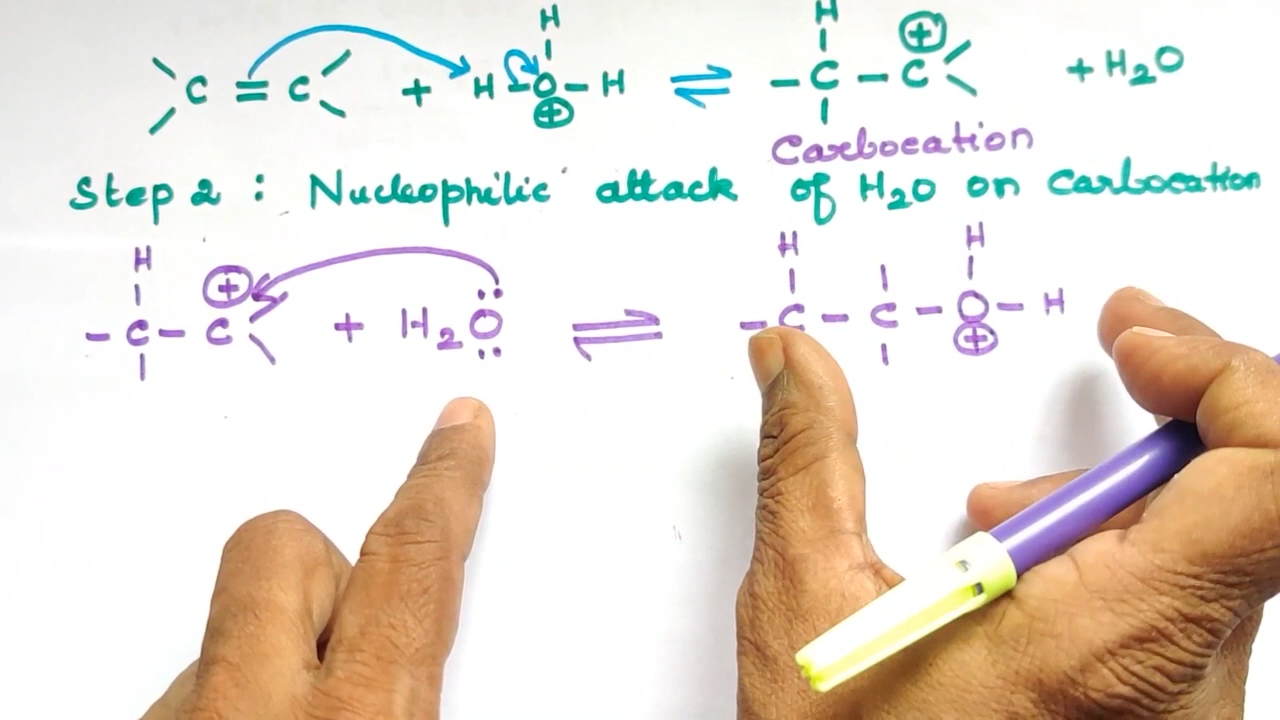 H H ⊕
C = C + H - O - H ⇌ - C - C + H2O
⊕
Carbocation
Step 2 : Nucleophilic attack of H2O on Carbocation
H ⊕ H H
- C - C + H2O ⇌ - C - C - O - H
⊕